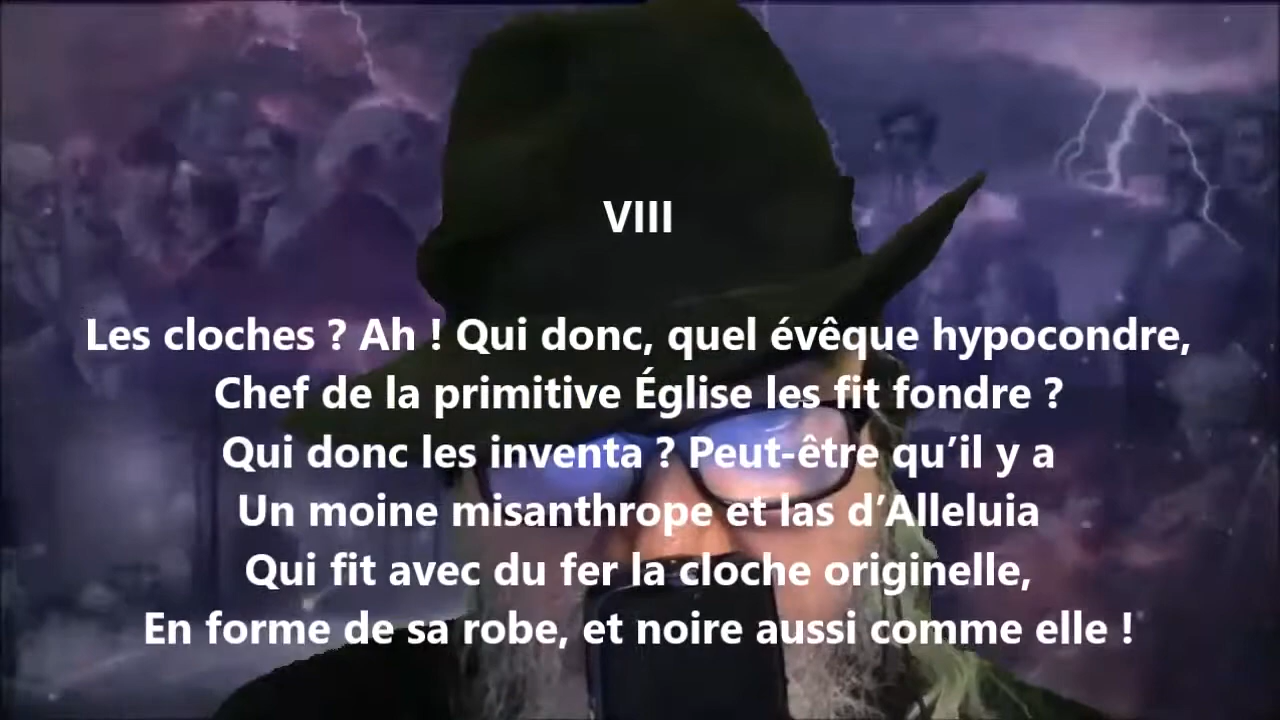 VIII
Les cloches ? Ah ! Qui donc, quel évêque hypocondre,
Chef de la primitive Église les fit fondre ?
Qui donc les inventa ? Peut-être qu’il y a
Un moine misanthrope et las d’Alleluia
Qui fit avec du fer la cloche originelle,
En forme de sa robe, et noire aussi comme elle !